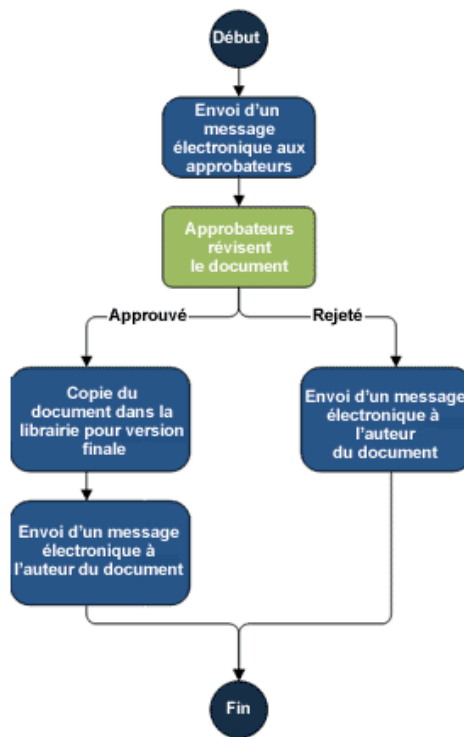 Début
Envoi d'un
message
électronique aux
approbateurs
Approbateurs
révisent
le document
Approuvé
Rejeté
Copie du
document dans la
librairie pour version
finale
Envoi d'un message
électronique à
l'auteur
du document
Envoi d'un message
électronique à
l'auteur du document
Fin